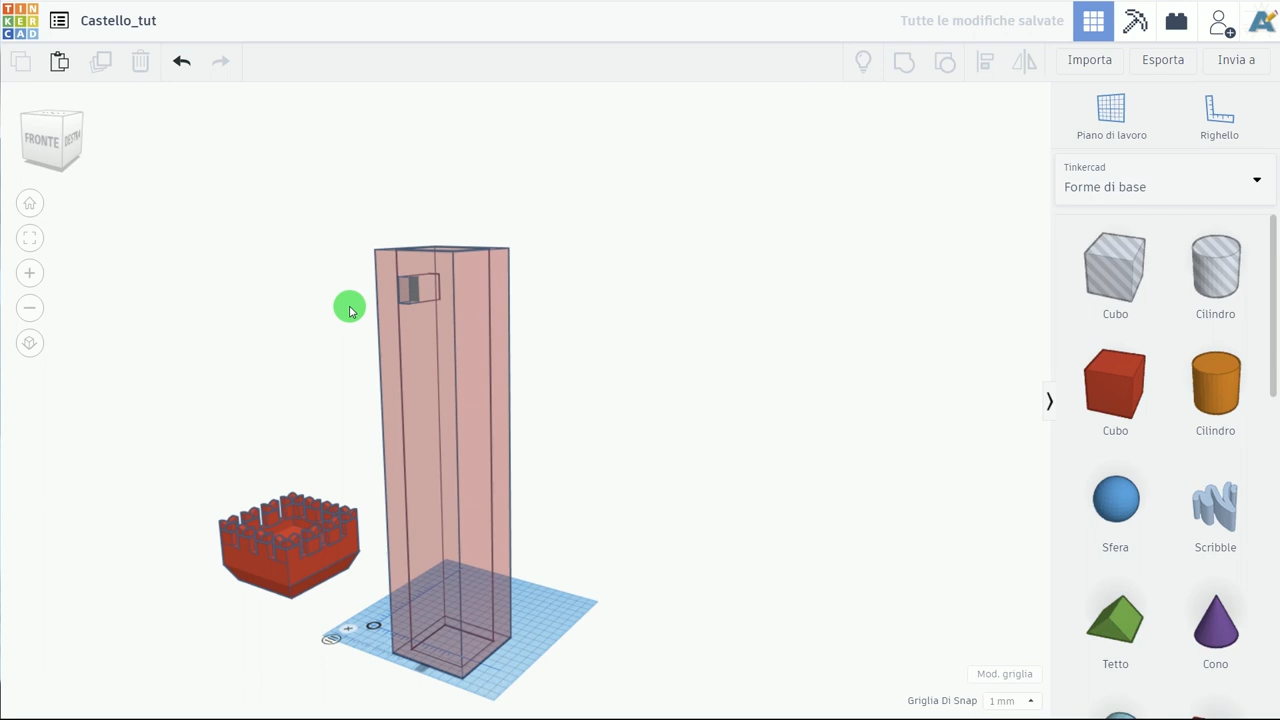 TIN
KER
CAD
Castello_tut
Tutte le modifiche salvate
Importa
Esporta
Invia a
FRONTE
DESTRA
Piano di lavoro
Righello
Tinkercad
Forme di base
Cubo
Cilindro
Cubo
Cilindro
Sfera
Scribble
Tetto
Cono
Mod. griglia
Griglia Di Snap
1 mm